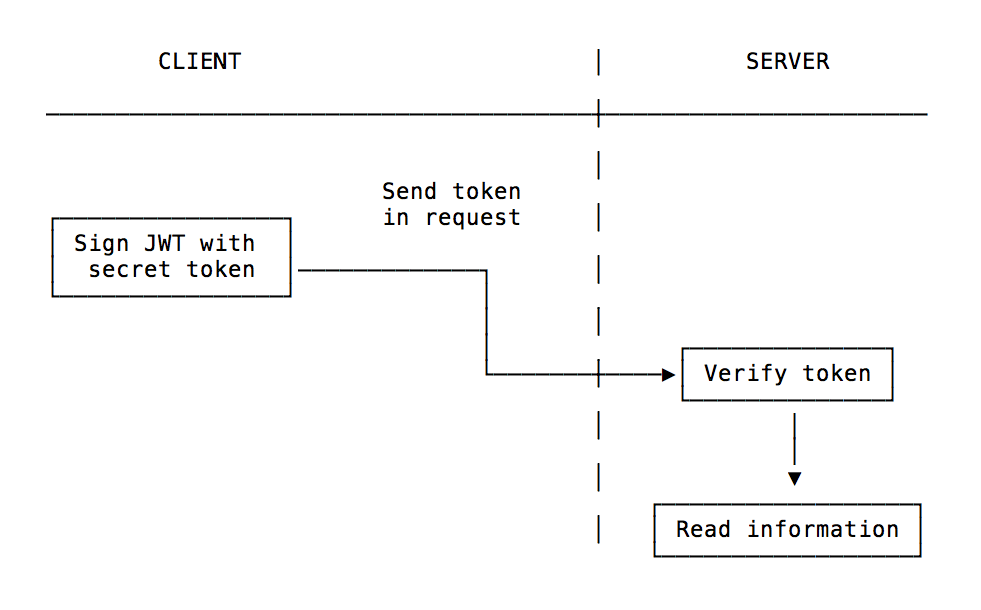 CLIENT
SERVER
Send token
in request
Sign JWT with
secret token
Verify token
Read information